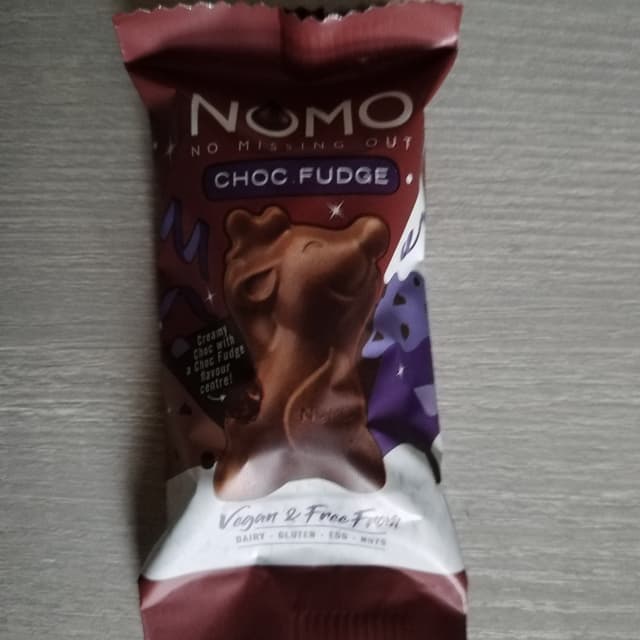 NOMO
NO MISSING OUT
CHOC FUDGE
Creamy
Choc with
a Choc Fudge
flavour
centre!
Vegan & Free From
DAIRY · GLUTEN · EGG · NUTS